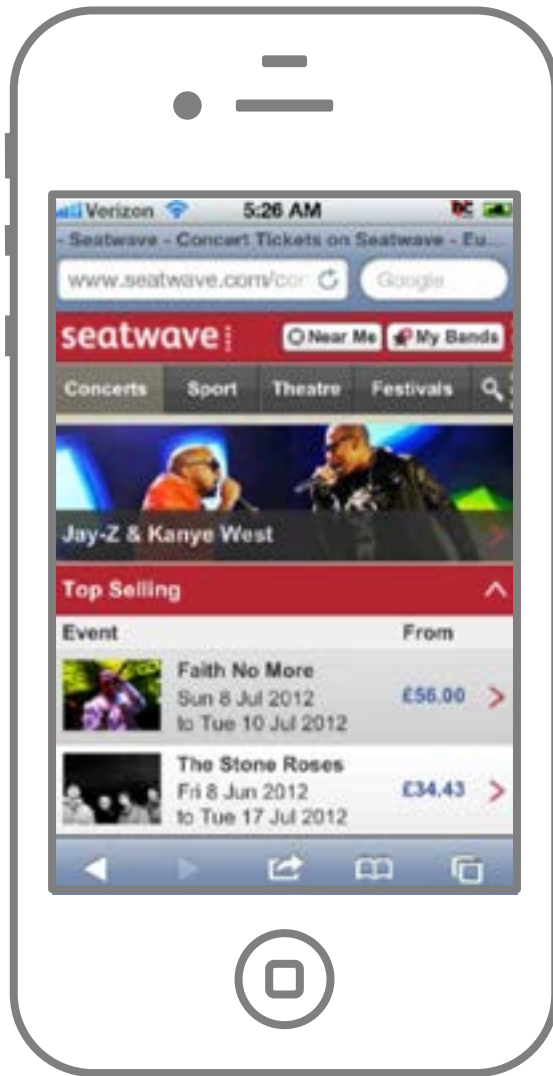 Verizon 5:26 AM
- Seatwave - Concert Tickets on Seatwave - Eu...
www.seatwave.com/cor Google
seatwave Near Me My Bands
Concerts Sport Theatre Festivals
Jay-Z & Kanye West
Top Selling
Event From
Faith No More
Sun 8 Jul 2012 £56.00
to Tue 10 Jul 2012
The Stone Roses
Fri 8 Jun 2012 £34.43
to Tue 17 Jul 2012